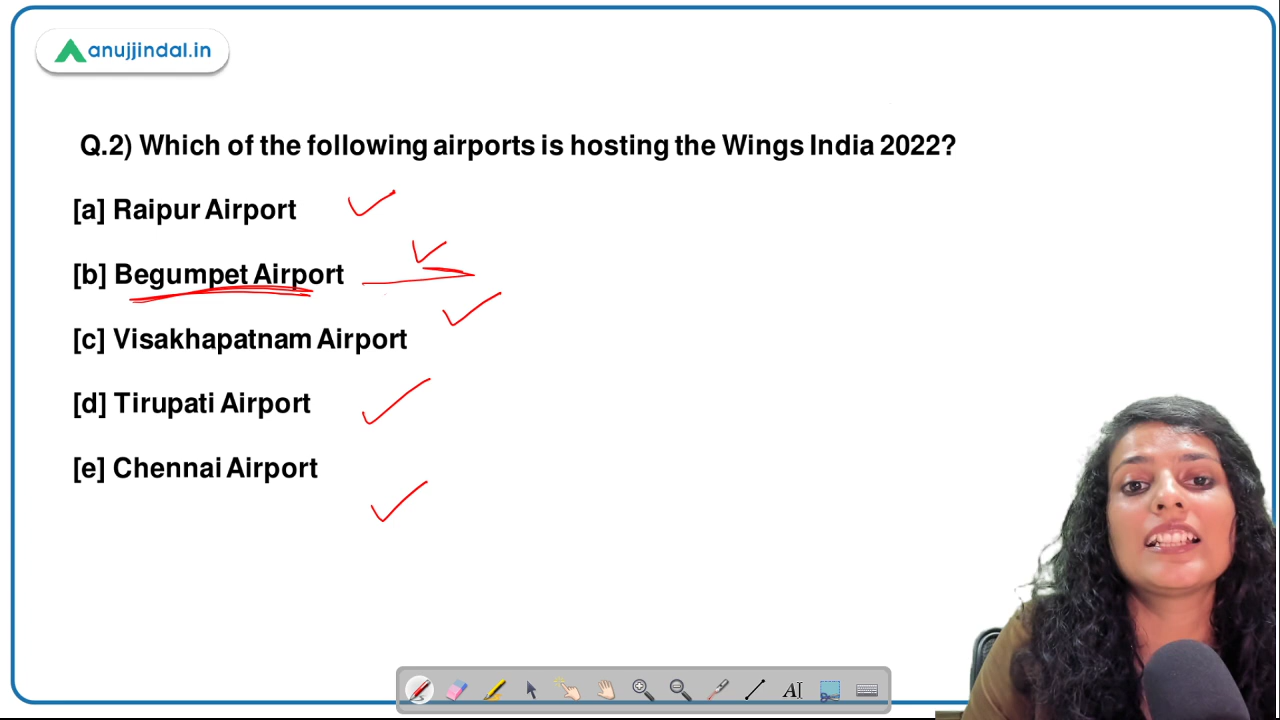 anujjindal.in
Q.2) Which of the following airports is hosting the Wings India 2022?
[a] Raipur Airport
[b] Begumpet Airport
[c] Visakhapatnam Airport
[d] Tirupati Airport
[e] Chennai Airport
AI